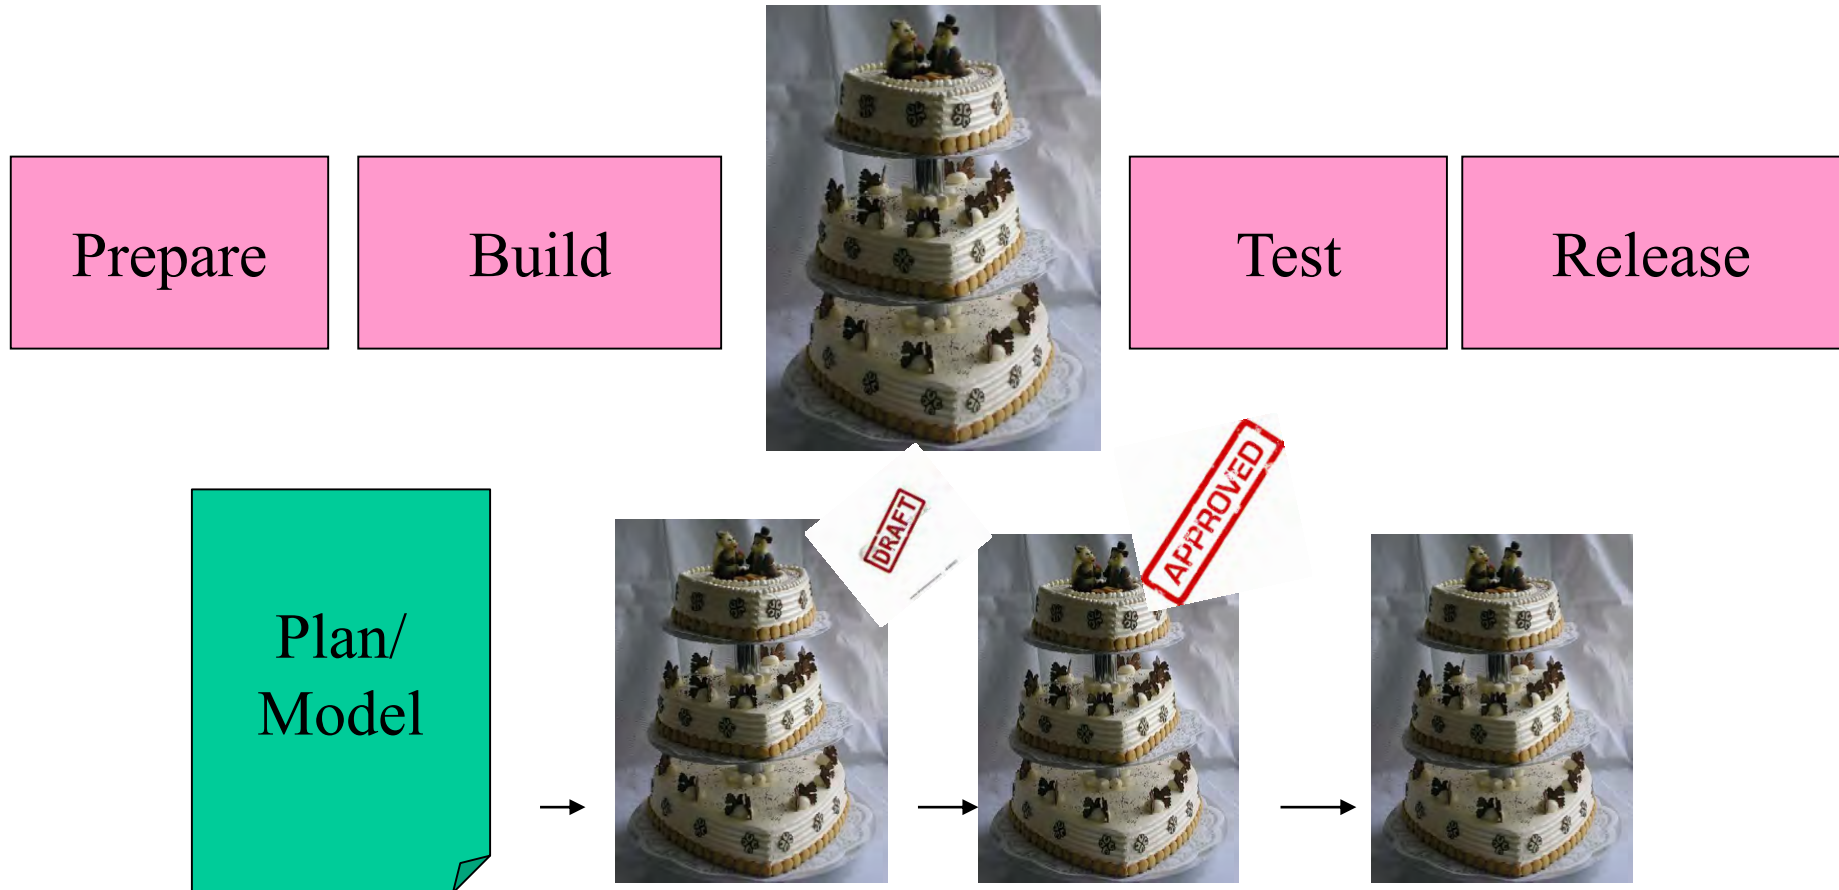 Prepare
Build
Test
Release
Plan/
Model
DRAFT
APPROVED